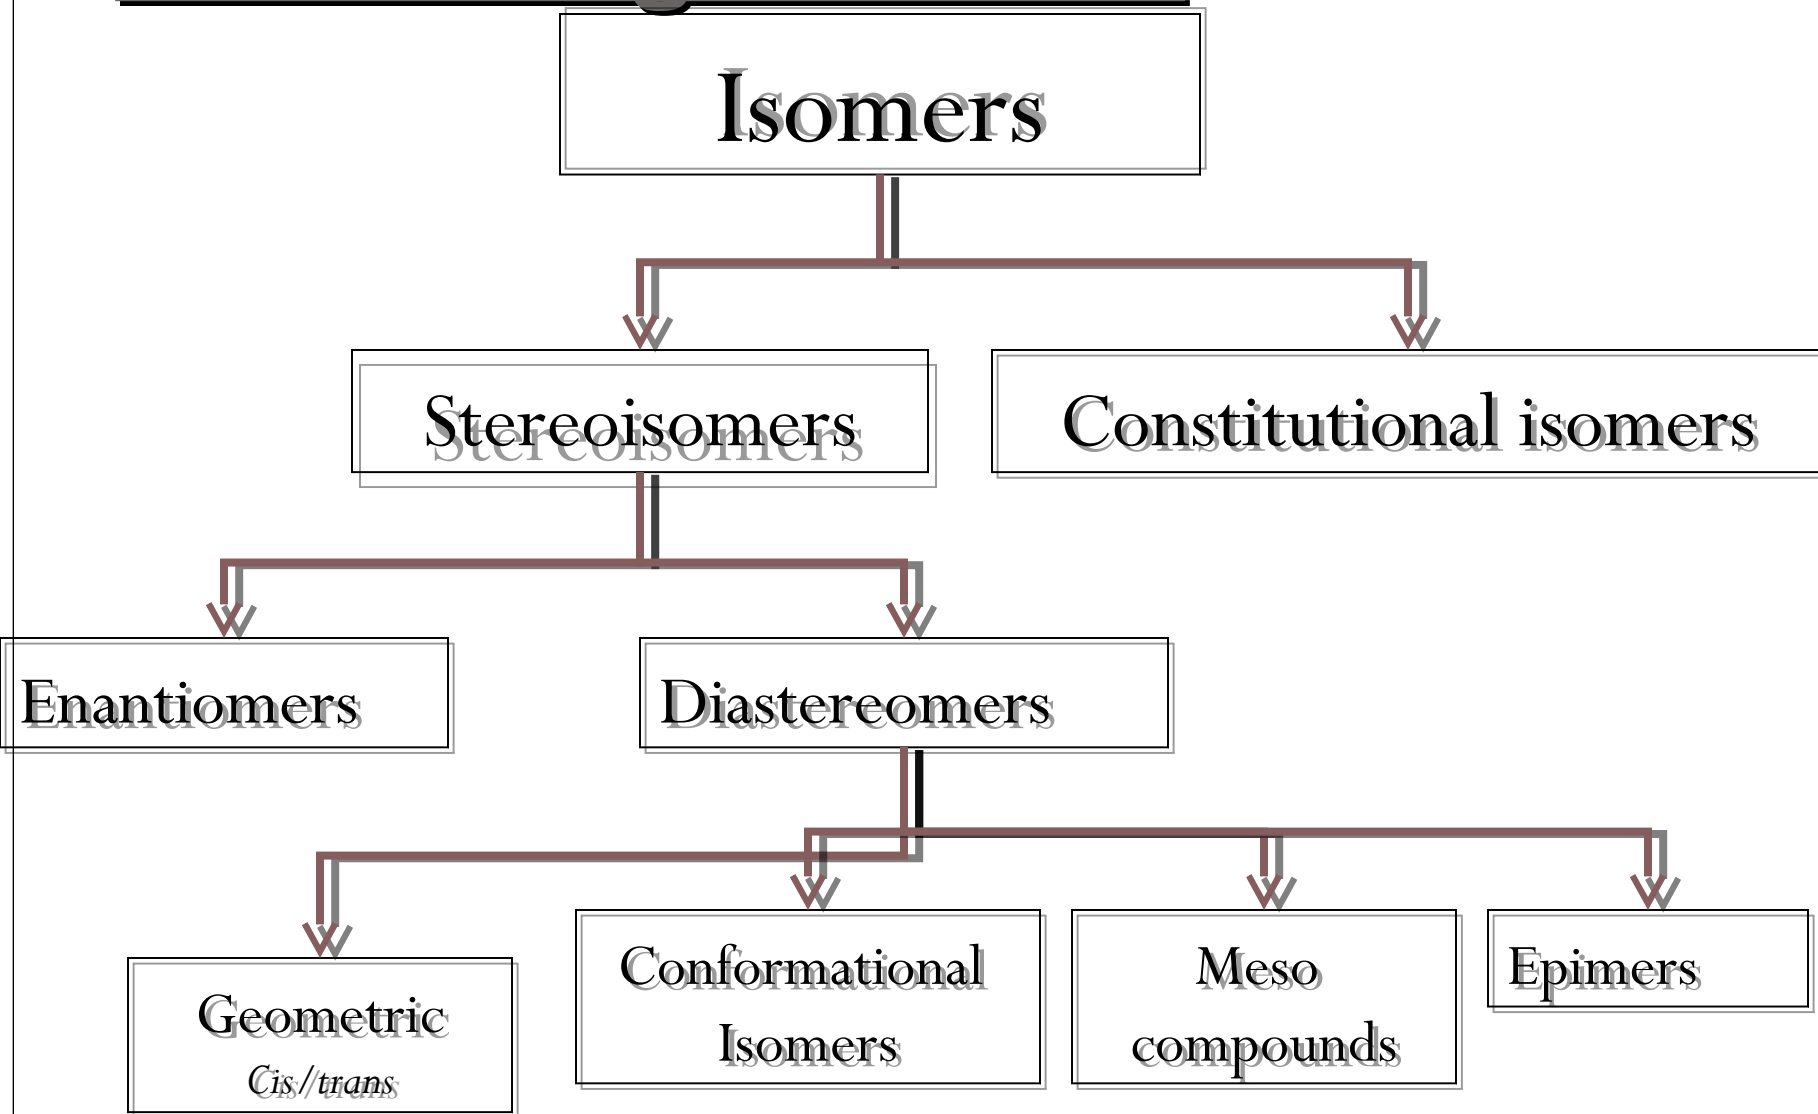 Isomers
Stereoisomers
Constitutional isomers
Enantiomers
Diastereomers
Geometric
Cis/trans
Conformational
Isomers
Meso
compounds
Epimers